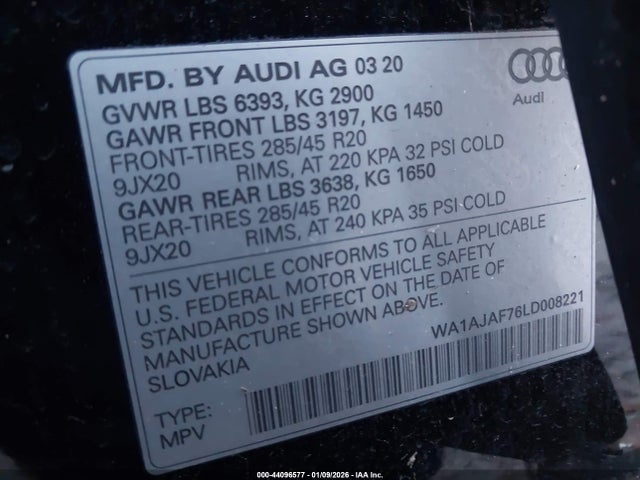 MFD. BY AUDI AG 03 20
GVWR LBS 6393, KG 2900
GAWR FRONT LBS 3197, KG 1450
FRONT-TIRES 285/45 R20
9JX20 RIMS, AT 220 KPA 32 PSI COLD
GAWR REAR LBS 3638, KG 1650
REAR-TIRES 285/45 R20
9JX20 RIMS, AT 240 KPA 35 PSI COLD
Audi
THIS VEHICLE CONFORMS TO ALL APPLICABLE
U.S. FEDERAL MOTOR VEHICLE SAFETY
STANDARDS IN EFFECT ON THE DATE OF
MANUFACTURE SHOWN ABOVE.
SLOVAKIA
WA1AJAF76LD008221
TYPE:
MPV
000-44096577 - 01/09/2026 - IAA Inc.